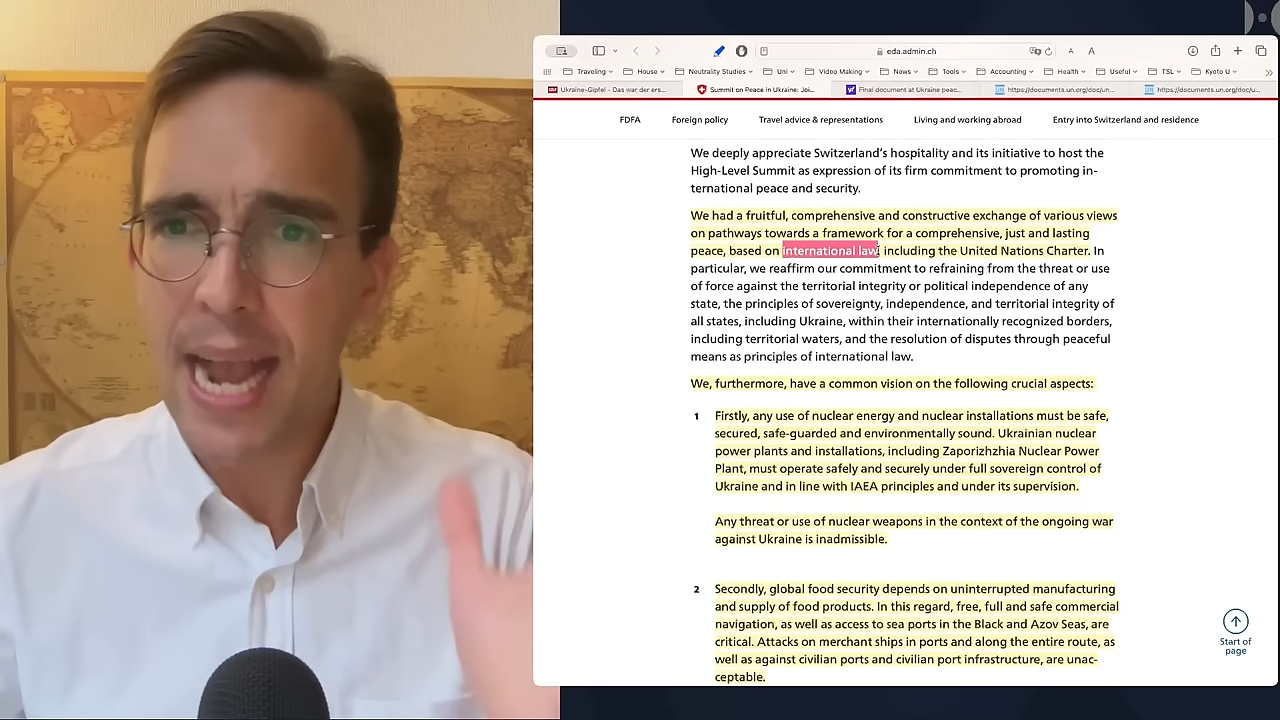 eda.admin.ch
A
A
Traveling
House
Neutrality Studies
Uni
Video Making
News
Tools
Accounting
Health
Useful
TSL
Kyoto U
Ukraine-Gipfel - Das war der ers...
Summit on Peace in Ukraine: Joi...
Final document at Ukraine peac...
UN
https://documents.un.org/doc/un...
UN
https://documents.un.org/doc/u...
FDFA
Foreign policy
Travel advice & representations
Living and working abroad
Entry into Switzerland and residence
We deeply appreciate Switzerland's hospitality and its initiative to host the
High-Level Summit as expression of its firm commitment to promoting in-
ternational peace and security.
We had a fruitful, comprehensive and constructive exchange of various views
on pathways towards a framework for a comprehensive, just and lasting
peace, based on international law, including the United Nations Charter. In
particular, we reaffirm our commitment to refraining from the threat or use
of force against the territorial integrity or political independence of any
state, the principles of sovereignty, independence, and territorial integrity of
all states, including Ukraine, within their internationally recognized borders,
including territorial waters, and the resolution of disputes through peaceful
means as principles of international law.
We, furthermore, have a common vision on the following crucial aspects:
1 Firstly, any use of nuclear energy and nuclear installations must be safe,
secured, safe-guarded and environmentally sound. Ukrainian nuclear
power plants and installations, including Zaporizhzhia Nuclear Power
Plant, must operate safely and securely under full sovereign control of
Ukraine and in line with IAEA principles and under its supervision.
Any threat or use of nuclear weapons in the context of the ongoing war
against Ukraine is inadmissible.
2 Secondly, global food security depends on uninterrupted manufacturing
and supply of food products. In this regard, free, full and safe commercial
navigation, as well as access to sea ports in the Black and Azov Seas, are
critical. Attacks on merchant ships in ports and along the entire route, as
well as against civilian ports and civilian port infrastructure, are unac-
ceptable.
Start of
page